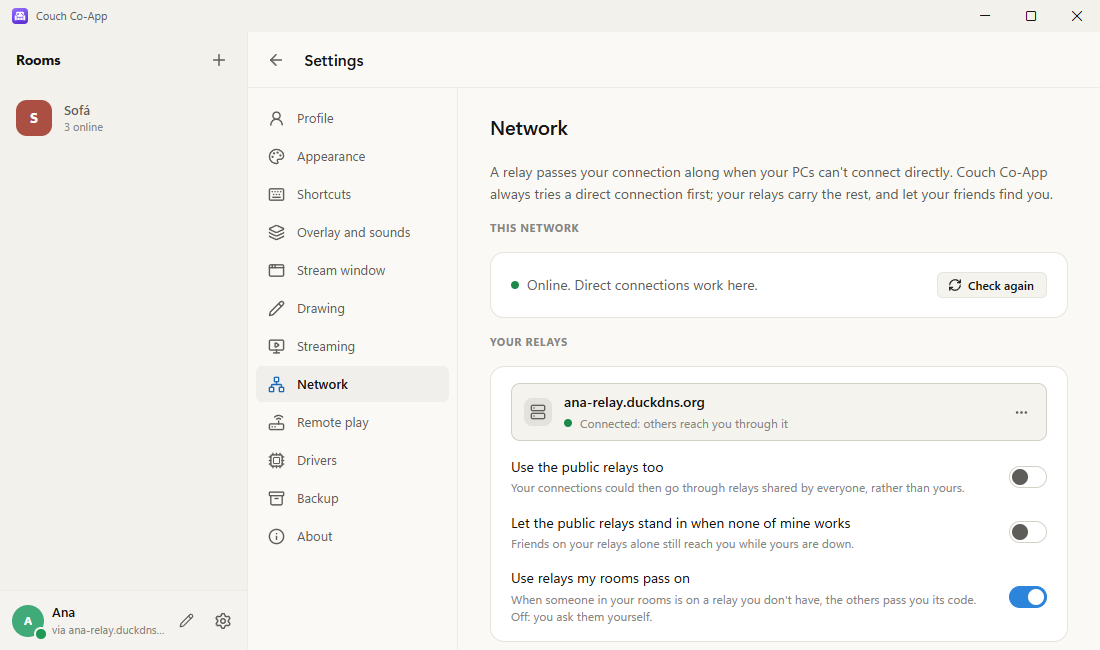 Couch Co-App
Rooms
Settings
S
Sofá
3 online
Profile
Appearance
Shortcuts
Overlay and sounds
Stream window
Drawing
Streaming
Network
Remote play
Drivers
Backup
About
Network
A relay passes your connection along when your PCs can't connect directly. Couch Co-App
always tries a direct connection first; your relays carry the rest, and let your friends find you.
THIS NETWORK
Online. Direct connections work here.
Check again
YOUR RELAYS
ana-relay.duckdns.org
Connected: others reach you through it
Use the public relays too
Your connections could then go through relays shared by everyone, rather than yours.
Let the public relays stand in when none of mine works
Friends on your relays alone still reach you while yours are down.
Use relays my rooms pass on
When someone in your rooms is on a relay you don't have, the others pass you its code.
Off: you ask them yourself.
A
Ana
via ana-relay.duckdns...